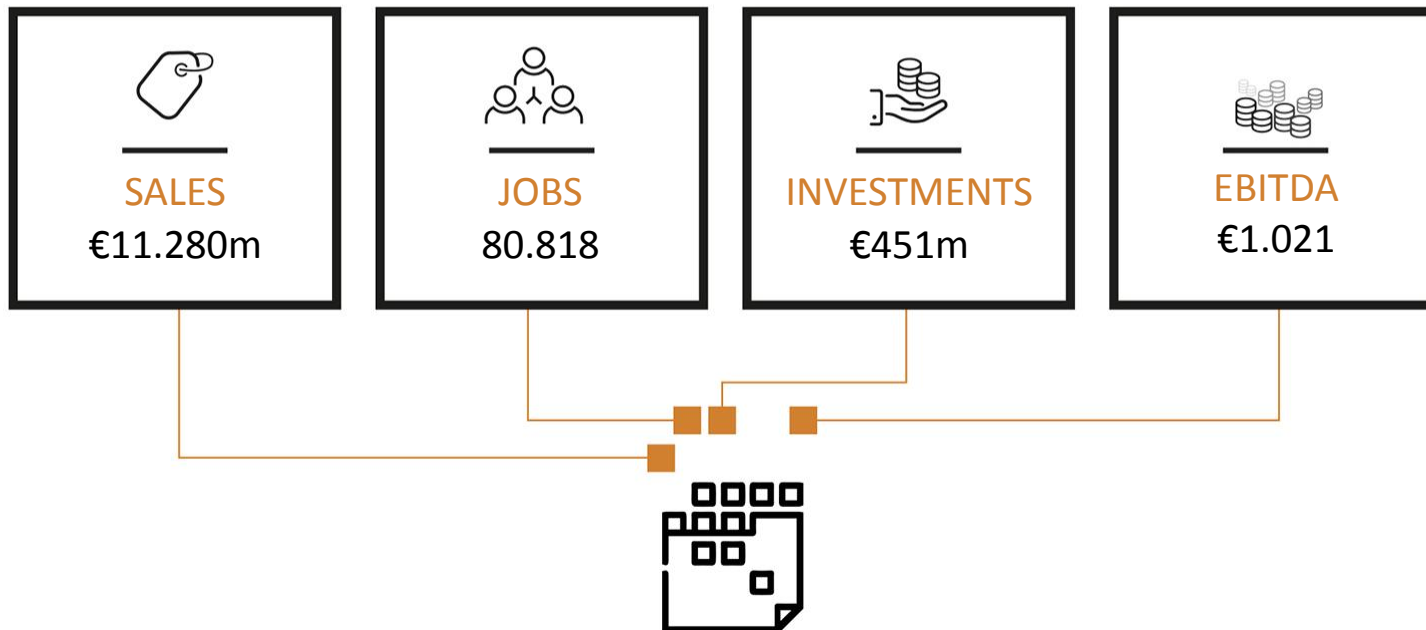 SALES
€11.280m
JOBS
80.818
INVESTMENTS
€451m
EBITDA
€1.021